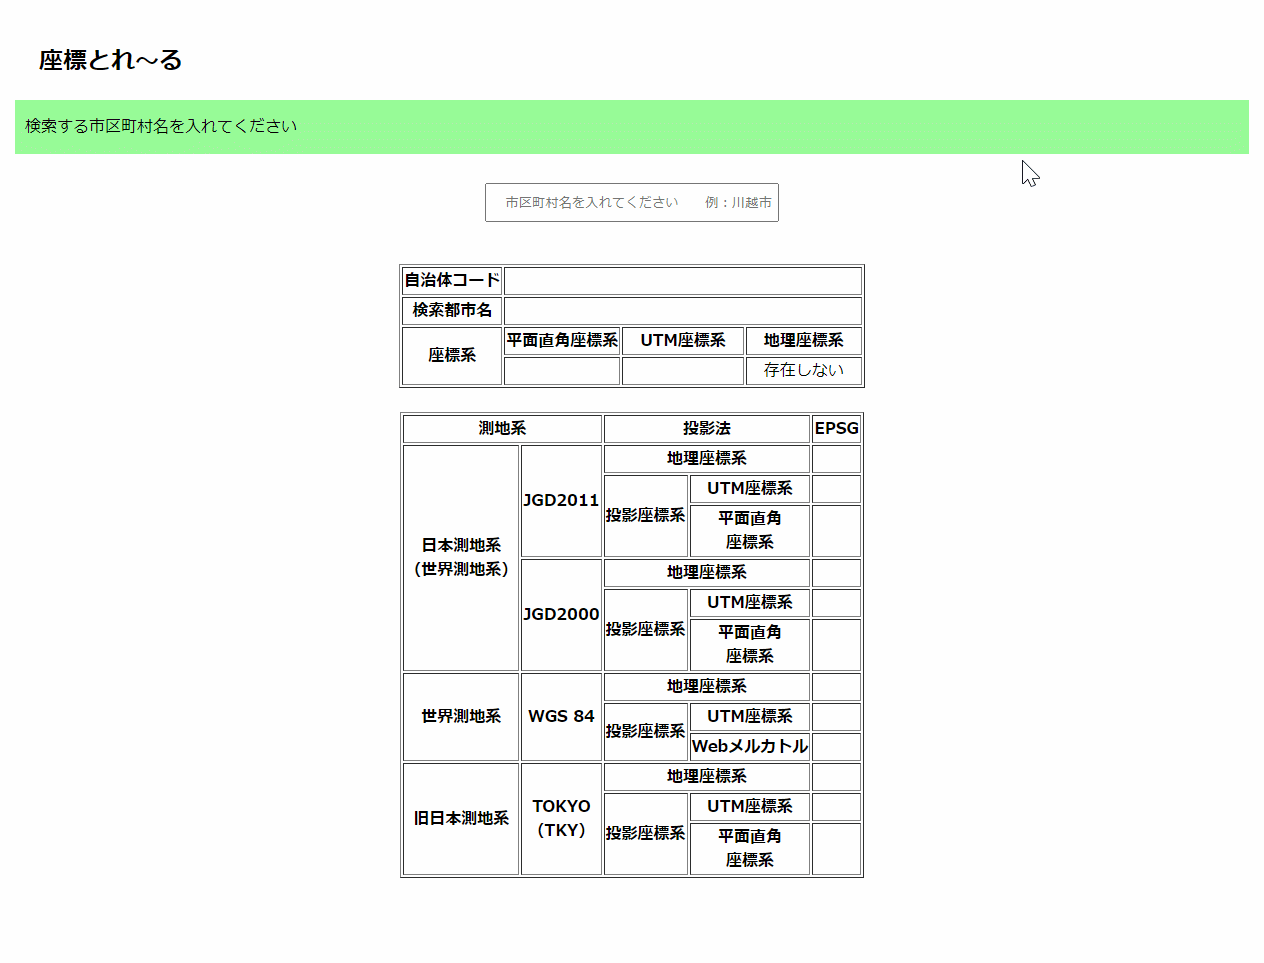 座標とれ～る
検索する市区町村名を入れてください
市区町村名を入れてください　　例：川越市
自治体コード
検索都市名
座標系
平面直角座標系 UTM座標系 地理座標系
存在しない
測地系 投影法 EPSG
日本測地系
（世界測地系）
JGD2011
地理座標系
投影座標系
UTM座標系
平面直角
座標系
JGD2000
地理座標系
投影座標系
UTM座標系
平面直角
座標系
世界測地系
WGS 84
地理座標系
投影座標系
UTM座標系
Webメルカトル
旧日本測地系
TOKYO
（TKY）
地理座標系
投影座標系
UTM座標系
平面直角
座標系